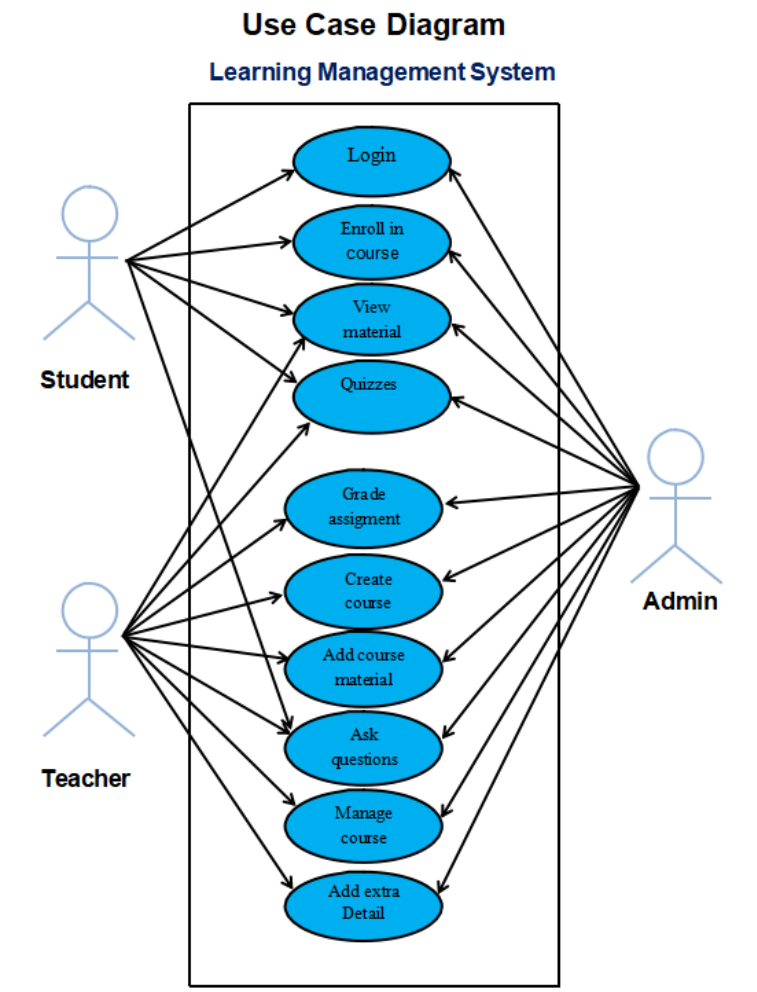 Use Case Diagram
Learning Management System
Login
Enroll in
course
View
material
Quizzes
Student
Grade
assigment
Create
course
Admin
Add course
material
Ask
questions
Teacher
Manage
course
Add extra
Detail